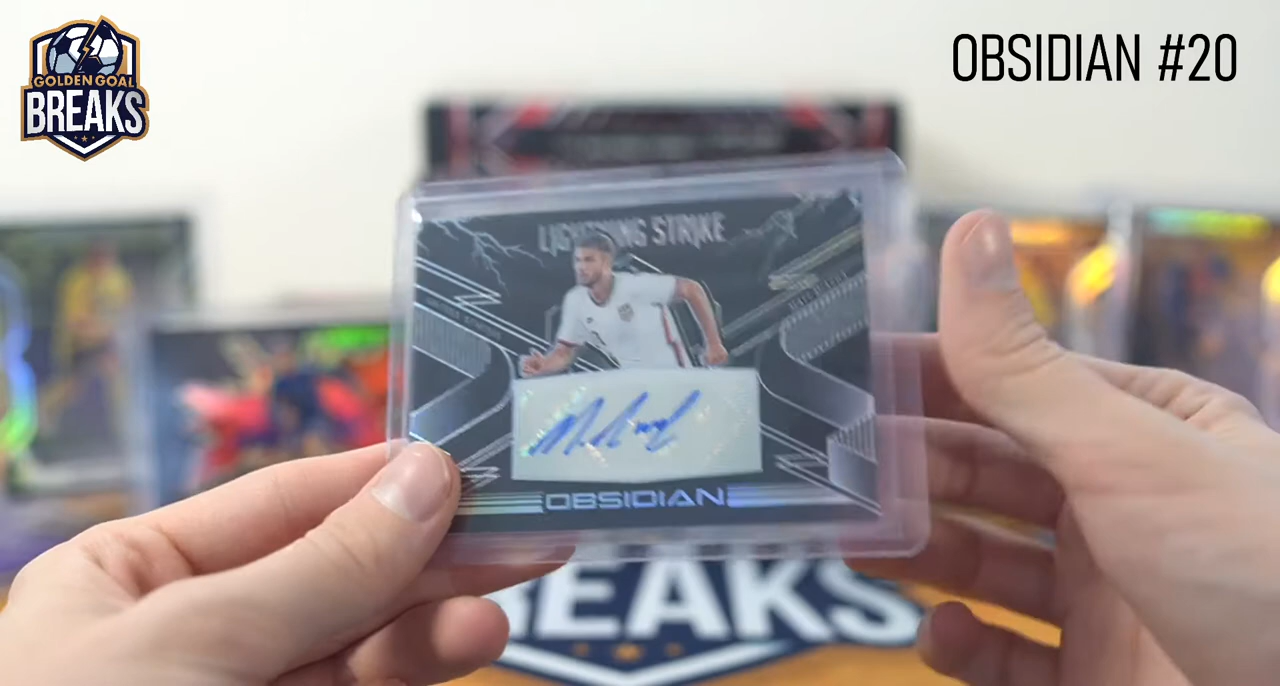 GOLDEN GOAL
BREAKS
OBSIDIAN #20
LIGHTNING STRIKE
OBSIDIAN
BREAKS